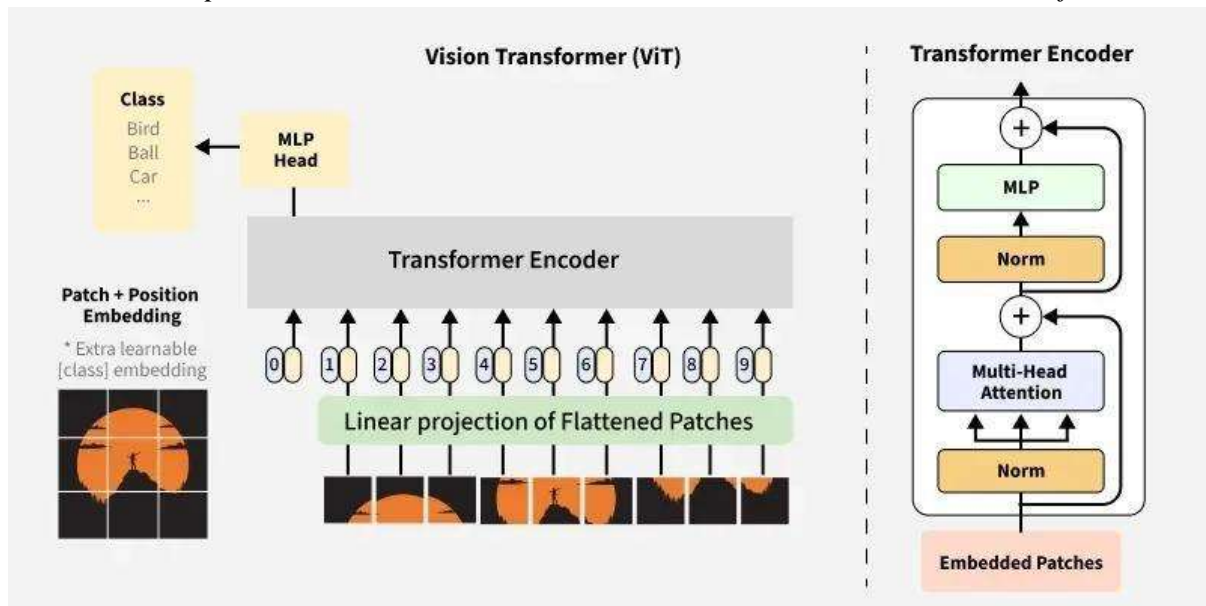 Vision Transformer (ViT)
Class
Bird
Ball
Car
...
MLP
Head
Transformer Encoder
Patch + Position
Embedding
* Extra learnable
[class] embedding
0 1 2 3 4 5 6 7 8 9
Linear projection of Flattened Patches
Transformer Encoder
+
MLP
Norm
+
Multi-Head
Attention
Norm
Embedded Patches